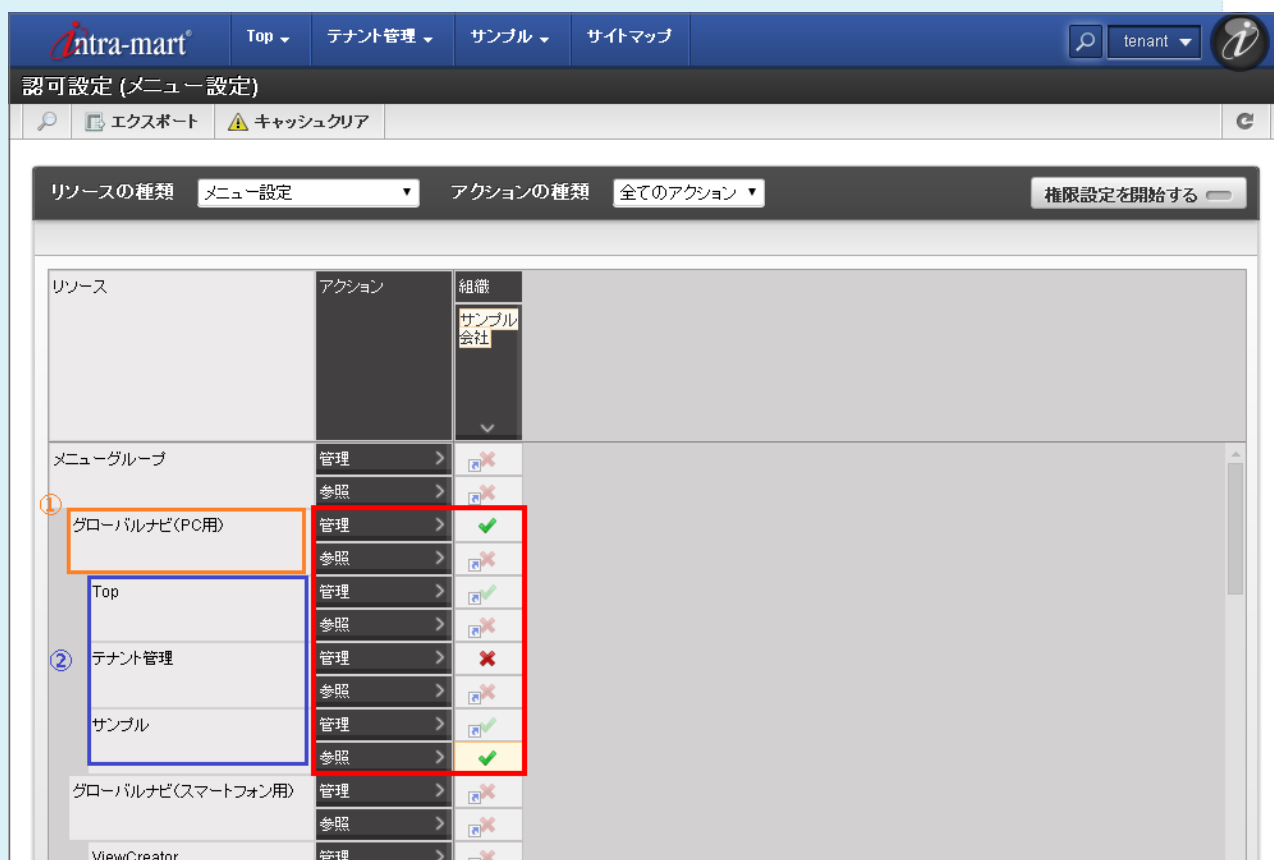 intra-mart® Top テナント管理 サンプル サイトマップ tenant
認可設定 (メニュー設定)
エクスポート キャッシュクリア
リソースの種類 メニュー設定 アクションの種類 全てのアクション 権限設定を開始する
リソース アクション 組織
サンプル
会社
メニューグループ 管理
参照
①
グローバルナビ(PC用) 管理
参照
Top 管理
参照
② テナント管理 管理
参照
サンプル 管理
参照
グローバルナビ(スマートフォン用) 管理
参照
ViewCreator 管理